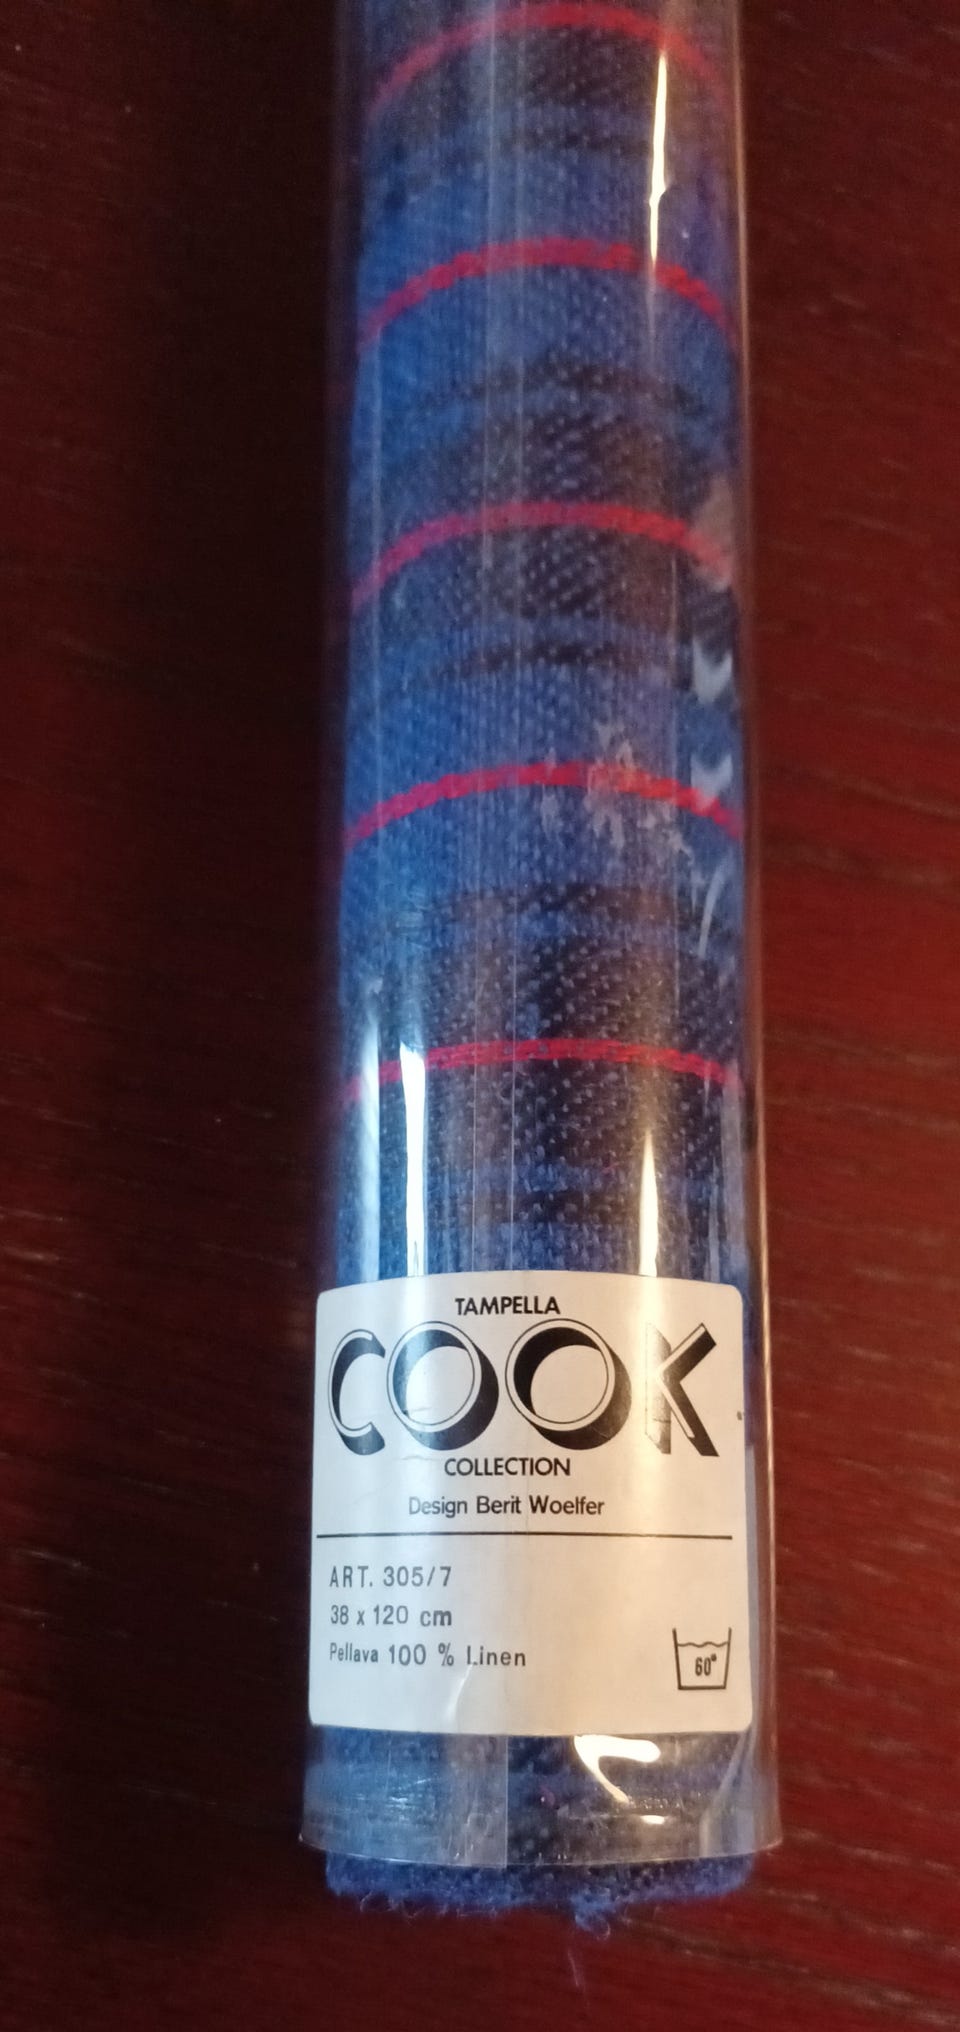 TAMPELLA
COOK
COLLECTION
Design Berit Woelfer
ART. 305/7
38 x 120 cm
Pellava 100 % Linen
60°